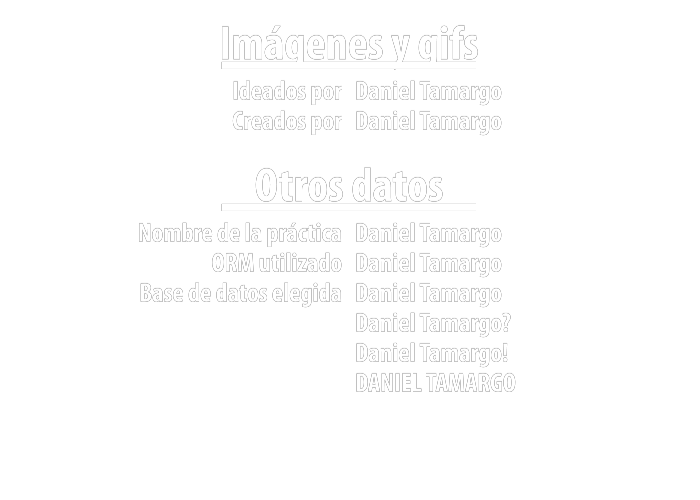 Imágenes y gifs
Ideados por Daniel Tamargo
Creados por Daniel Tamargo
Otros datos
Nombre de la práctica Daniel Tamargo
ORM utilizado Daniel Tamargo
Base de datos elegida Daniel Tamargo
Daniel Tamargo?
Daniel Tamargo!
DANIEL TAMARGO